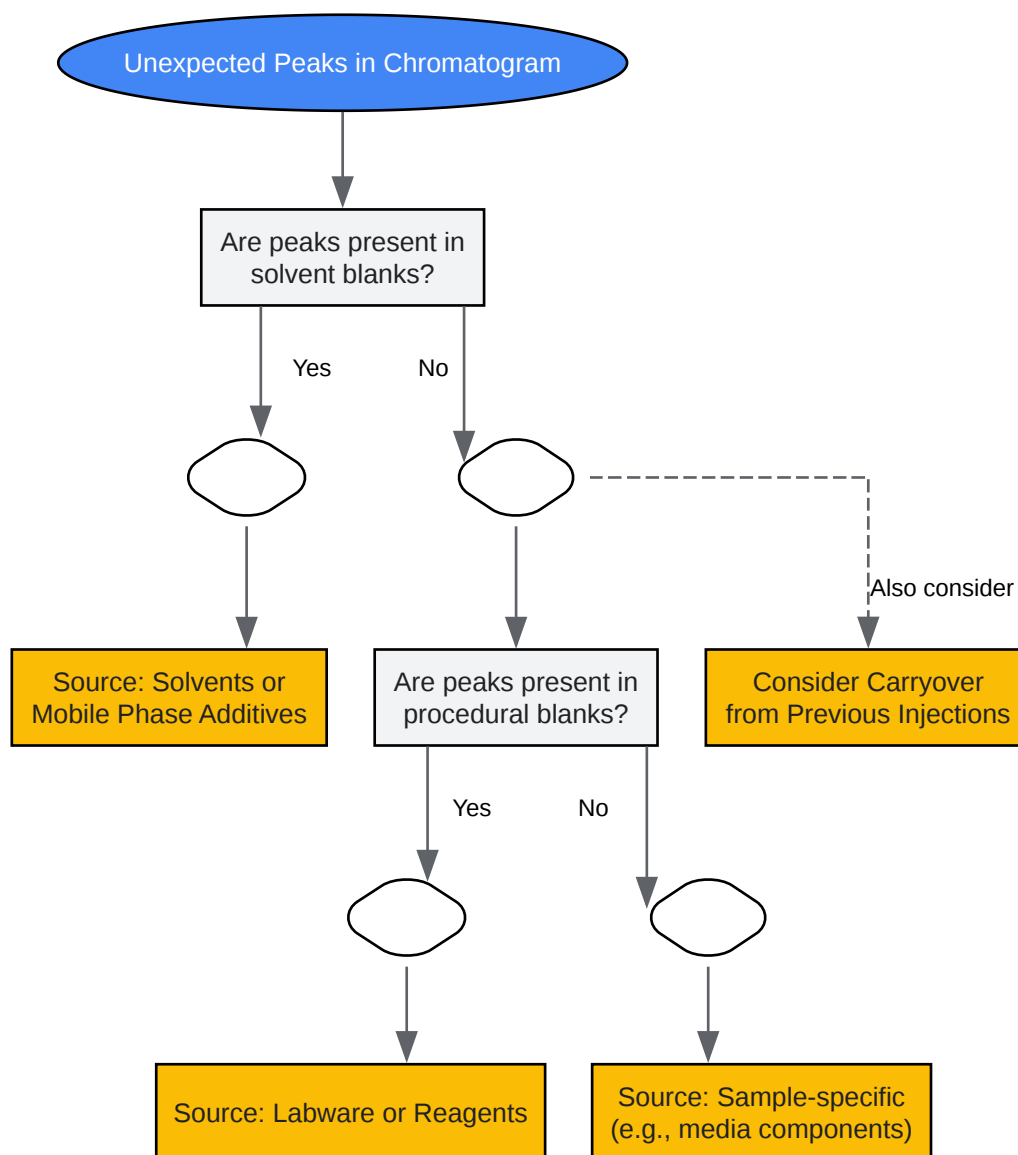 Unexpected Peaks in Chromatogram
Are peaks present in
solvent blanks?
Yes
No
Also consider
Source: Solvents or
Mobile Phase Additives
Are peaks present in
procedural blanks?
Consider Carryover
from Previous Injections
Yes
No
Source: Labware or Reagents
Source: Sample-specific
(e.g., media components)